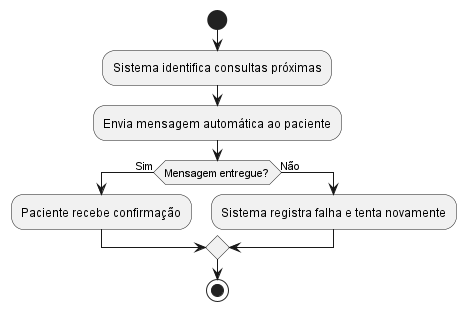 Sistema identifica consultas próximas
Envia mensagem automática ao paciente
Sim
Mensagem entregue?
Não
Paciente recebe confirmação
Sistema registra falha e tenta novamente